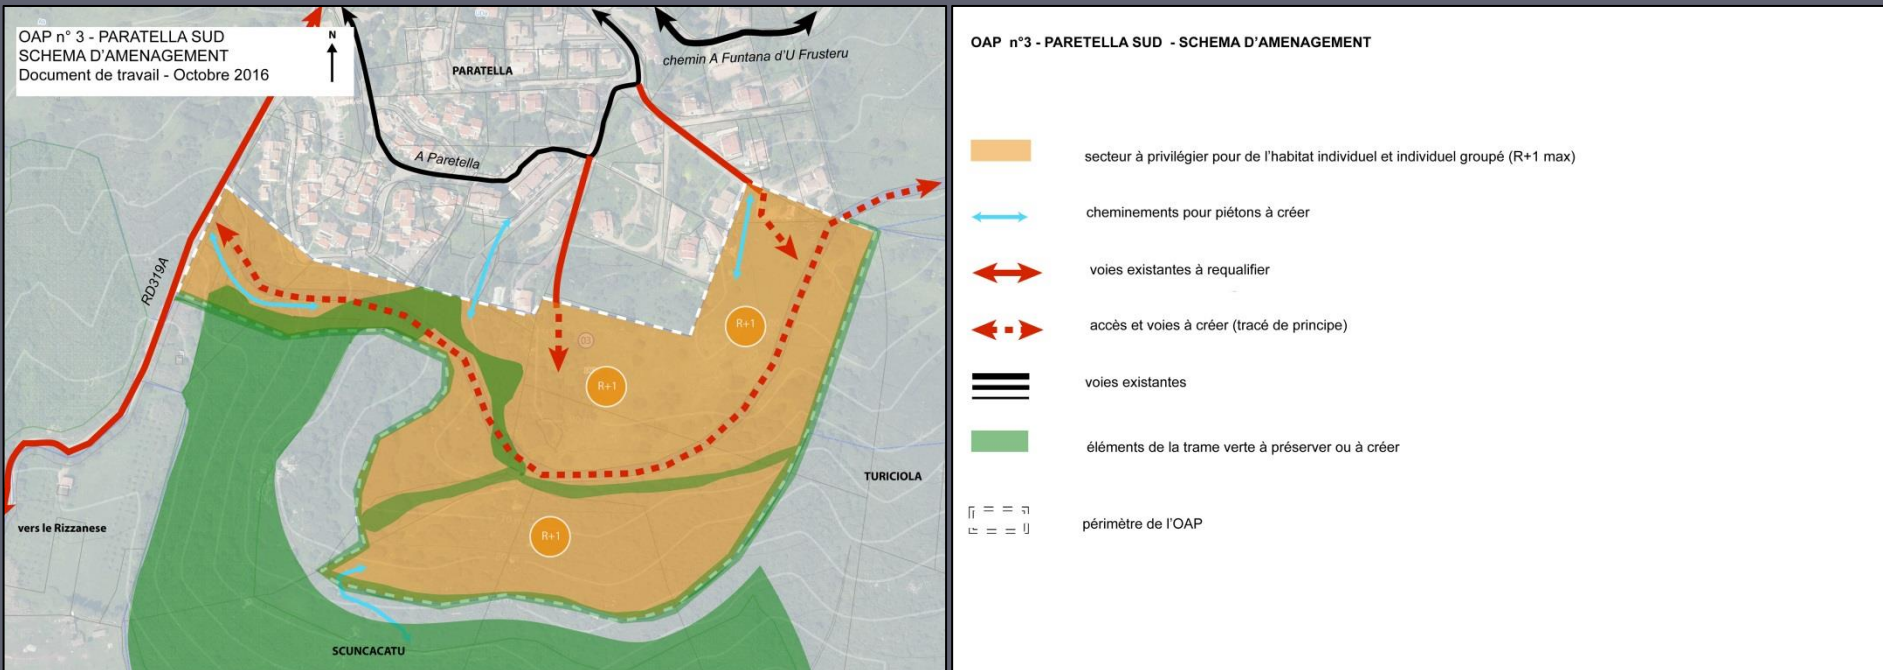 OAP n° 3 - PARATELLA SUD
SCHEMA D'AMENAGEMENT
Document de travail - Octobre 2016
N
PARATELLA
chemin A Funtana d'U Frusteru
A Paretella
RD319A
R+1
03
R+1
TURICIOLA
vers le Rizzanese
R+1
SCUNCACATU
OAP n°3 - PARETELLA SUD - SCHEMA D'AMENAGEMENT
secteur à privilégier pour de l'habitat individuel et individuel groupé (R+1 max)
cheminements pour piétons à créer
voies existantes à requalifier
accès et voies à créer (tracé de principe)
voies existantes
éléments de la trame verte à préserver ou à créer
périmètre de l'OAP